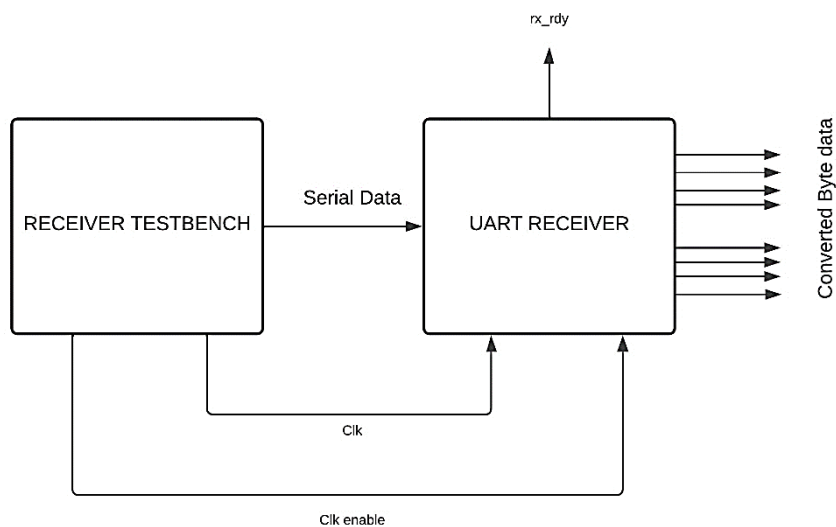 rx_rdy
RECEIVER TESTBENCH
Serial Data
UART RECEIVER
Converted Byte data
Clk
Clk enable